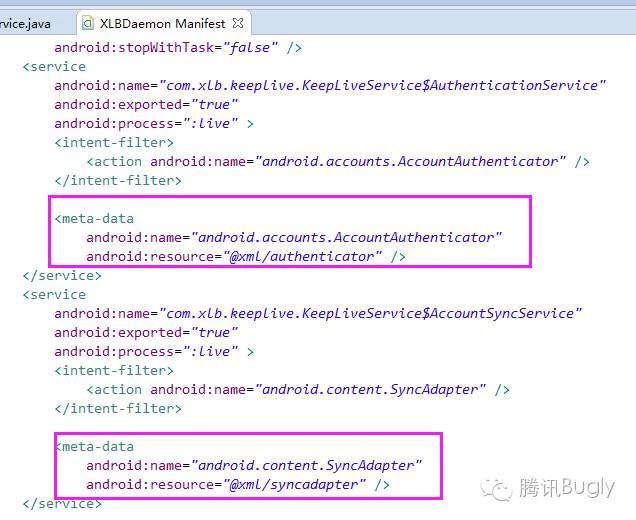 rvice.java
XLBDaemon Manifest
android:stopWithTask="false" />
<service
android:name="com.xlb.keeplive.KeepLiveService$AuthenticationService"
android:exported="true"
android:process=":live" >
<intent-filter>
<action android:name="android.accounts.AccountAuthenticator" />
</intent-filter>
<meta-data
android:name="android.accounts.AccountAuthenticator"
android:resource="@xml/authenticator" />
</service>
<service
android:name="com.xlb.keeplive.KeepLiveService$AccountSyncService"
android:exported="true"
android:process=":live" >
<intent-filter>
<action android:name="android.content.SyncAdapter" />
</intent-filter>
<meta-data
android:name="android.content.SyncAdapter"
android:resource="@xml/syncadapter" />
</service>
腾讯Bugly